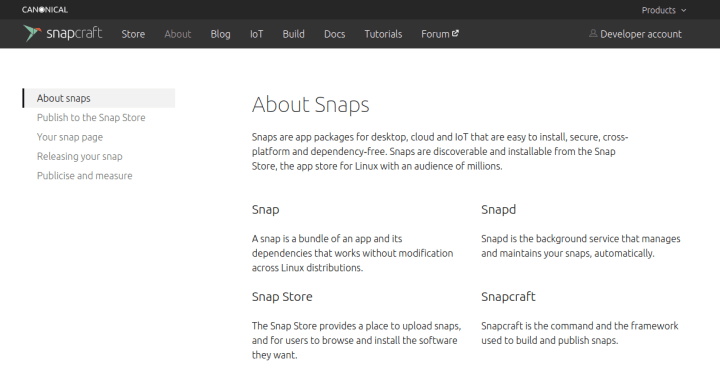 CANONICAL
Products
snapcraft
Store
About
Blog
IoT
Build
Docs
Tutorials
Forum
Developer account
About snaps
Publish to the Snap Store
Your snap page
Releasing your snap
Publicise and measure
About Snaps
Snaps are app packages for desktop, cloud and IoT that are easy to install, secure, cross-
platform and dependency-free. Snaps are discoverable and installable from the Snap
Store, the app store for Linux with an audience of millions.
Snap
A snap is a bundle of an app and its
dependencies that works without modification
across Linux distributions.
Snapd
Snapd is the background service that manages
and maintains your snaps, automatically.
Snap Store
The Snap Store provides a place to upload snaps,
and for users to browse and install the software
they want.
Snapcraft
Snapcraft is the command and the framework
used to build and publish snaps.